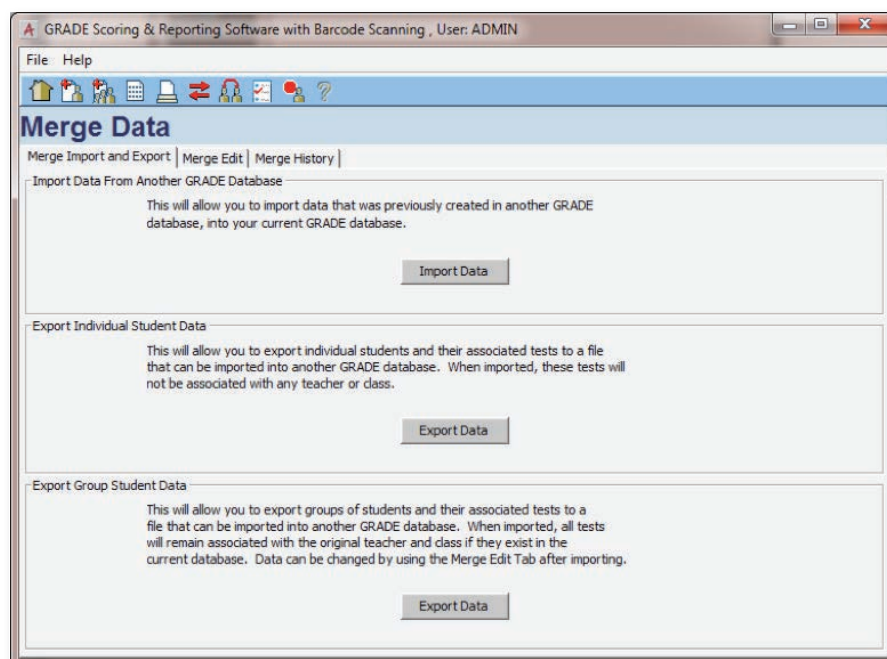 GRADE Scoring & Reporting Software with Barcode Scanning , User: ADMIN
File Help
Merge Data
Merge Import and Export Merge Edit Merge History
Import Data From Another GRADE Database
This will allow you to import data that was previously created in another GRADE
database, into your current GRADE database.
Import Data
Export Individual Student Data
This will allow you to export individual students and their associated tests to a file
that can be imported into another GRADE database. When imported, these tests will
not be associated with any teacher or class.
Export Data
Export Group Student Data
This will allow you to export groups of students and their associated tests to a
file that can be imported into another GRADE database. When imported, all tests
will remain associated with the original teacher and class if they exist in the
current database. Data can be changed by using the Merge Edit Tab after importing.
Export Data